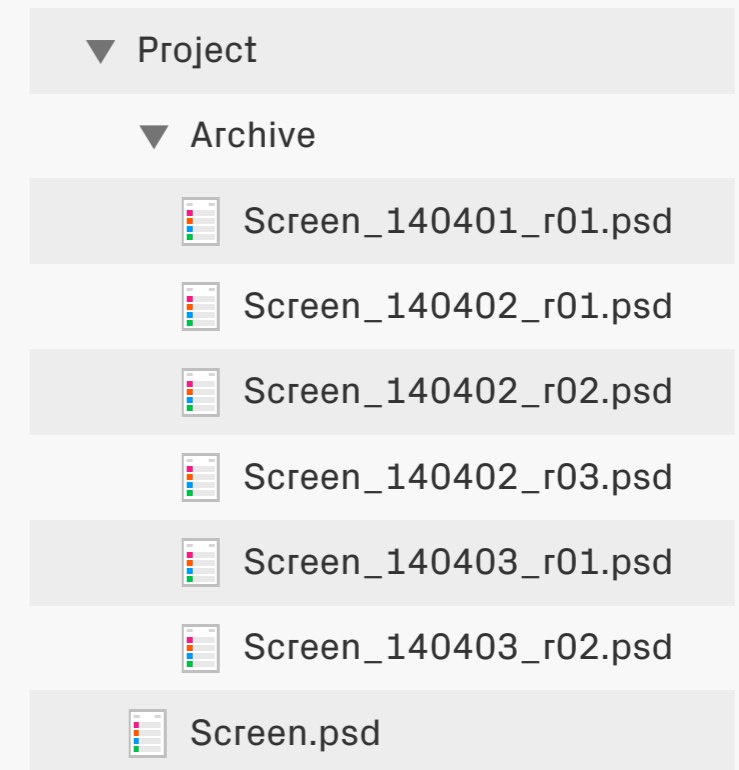 Project
Archive
Screen_140401_r01.psd
Screen_140402_r01.psd
Screen_140402_r02.psd
Screen_140402_r03.psd
Screen_140403_r01.psd
Screen_140403_r02.psd
Screen.psd